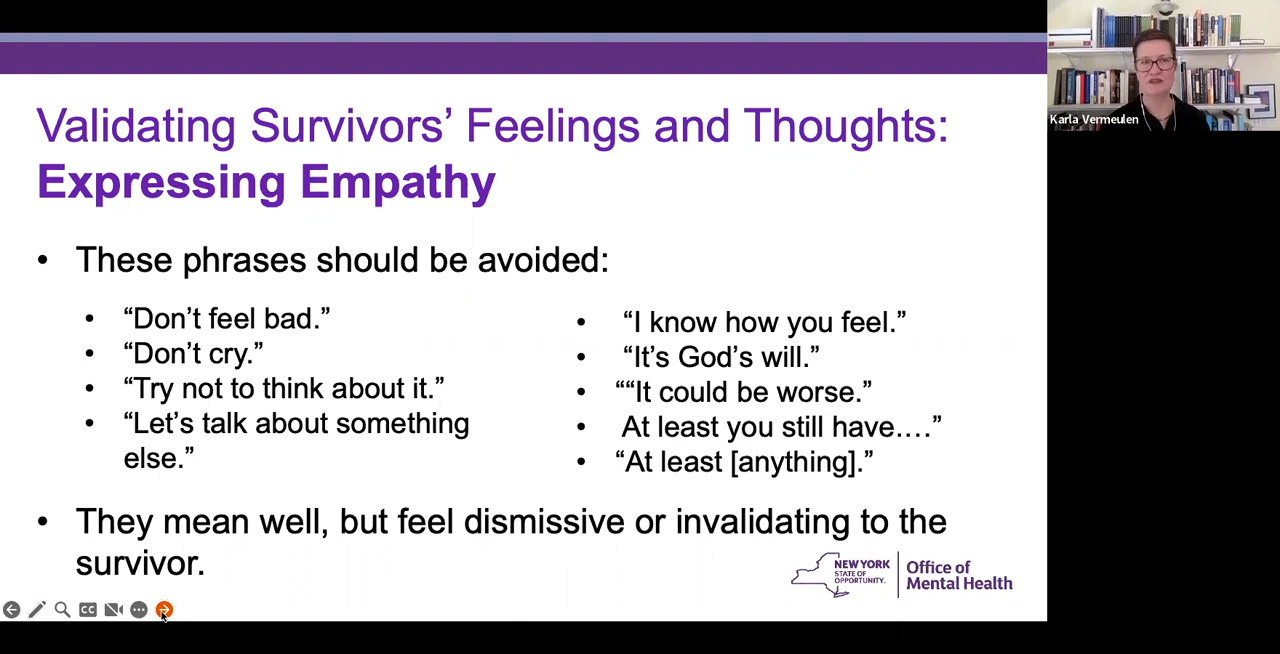 Validating Survivors’ Feelings and Thoughts:
Expressing Empathy
• These phrases should be avoided:
• “Don’t feel bad.”
• “Don’t cry.”
• “Try not to think about it.”
• “Let’s talk about something
else.”
• “I know how you feel.”
• “It’s God’s will.”
• ““It could be worse.”
• At least you still have….”
• “At least [anything].”
• They mean well, but feel dismissive or invalidating to the
survivor.
NEW YORK
STATE OF
OPPORTUNITY.
Office of
Mental Health
CC
Karla Vermeulen